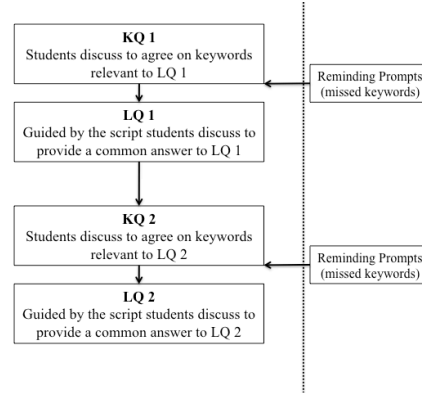 KQ 1
Students discuss to agree on keywords
relevant to LQ 1
Reminding Prompts
(missed keywords)
LQ 1
Guided by the script students discuss to
provide a common answer to LQ 1
KQ 2
Students discuss to agree on keywords
relevant to LQ 2
Reminding Prompts
(missed keywords)
LQ 2
Guided by the script students discuss to
provide a common answer to LQ 2